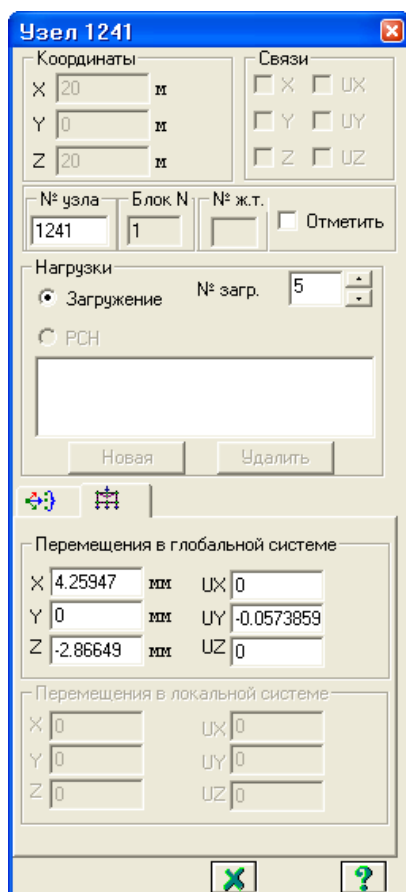 Узел 1241
Координаты
X 20 м
Y 0 м
Z 20 м
Связи
X UX
Y UY
Z UZ
№ узла Блок N № ж.т.
1241 1 Отметить
Нагрузки
Загружение № загр. 5
РСН
Новая Удалить
Перемещения в глобальной системе
X 4.25947 мм UX 0
Y 0 мм UY -0.0573859
Z -2.86649 мм UZ 0
Перемещения в локальной системе
X 0 UX 0
Y 0 UY 0
Z 0 UZ 0